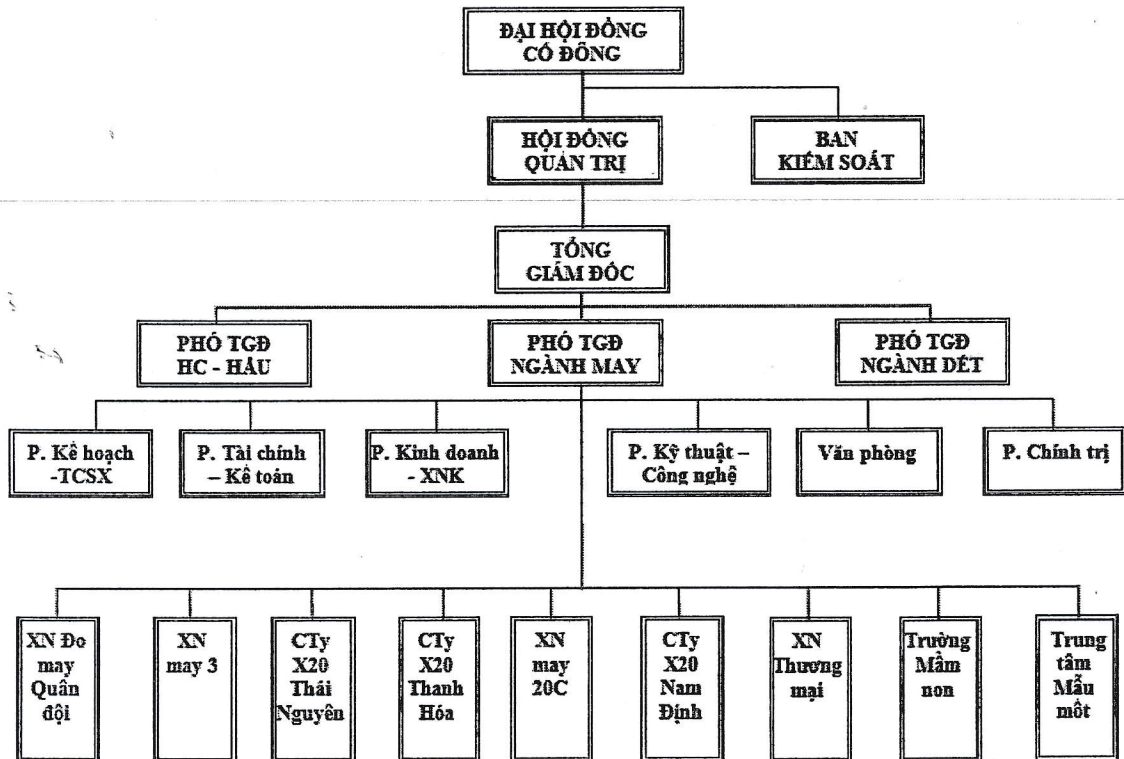 ĐẠI HỘI ĐỒNG
CỔ ĐÔNG
HỘI ĐỒNG
QUẢN TRỊ
BAN
KIỂM SOÁT
TỔNG
GIÁM ĐỐC
PHÓ TGĐ
HC - HẬU
PHÓ TGĐ
NGÀNH MAY
PHÓ TGĐ
NGÀNH DỆT
P. Kế hoạch
-TCSX
P. Tài chính
– Kế toán
P. Kinh doanh
- XNK
P. Kỹ thuật –
Công nghệ
Văn phòng
P. Chính trị
XN Đo
may
Quân
đội
XN
may 3
CTy
X20
Thái
Nguyên
CTy
X20
Thanh
Hóa
XN
may
20C
CTy
X20
Nam
Định
XN
Thương
mại
Trường
Mầm
non
Trung
tâm
Mẫu
mốt